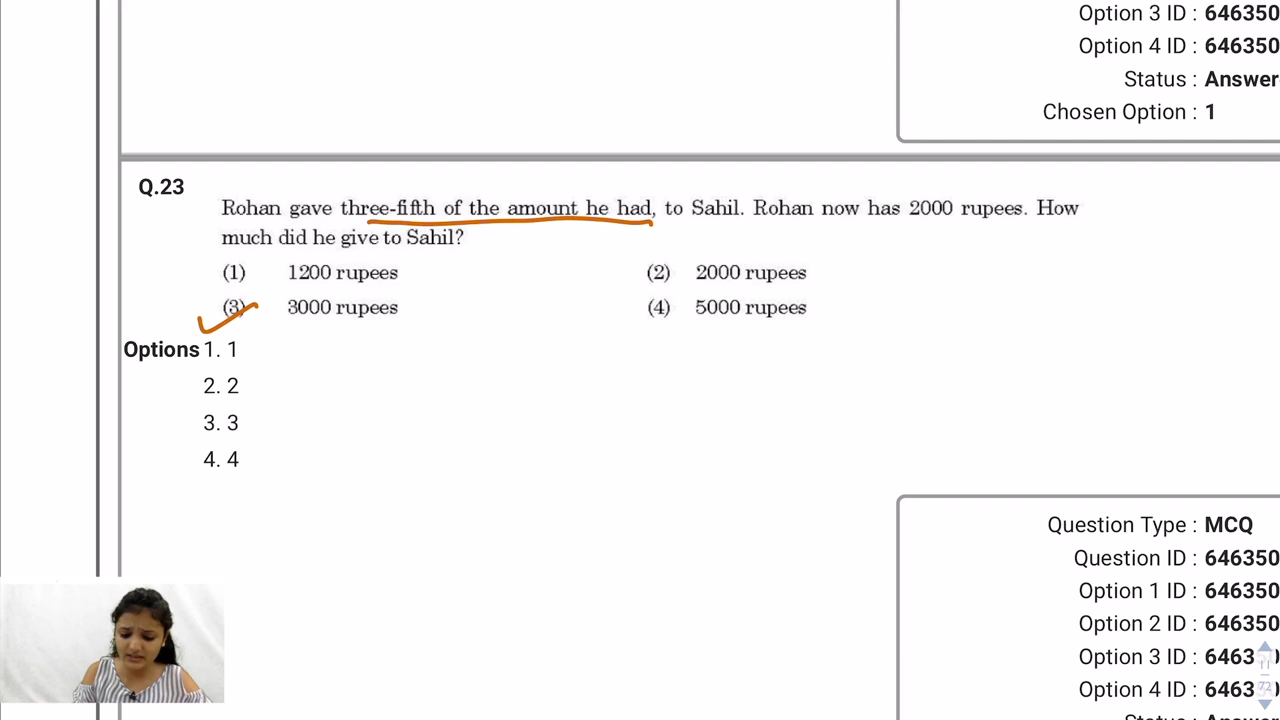 Option 3 ID : 646350
Option 4 ID : 646350
Status : Answer
Chosen Option : 1
Q.23
Rohan gave three-fifth of the amount he had, to Sahil. Rohan now has 2000 rupees. How
much did he give to Sahil?
(1) 1200 rupees (2) 2000 rupees
(3) 3000 rupees (4) 5000 rupees
Options 1. 1
2. 2
3. 3
4. 4
Question Type : MCQ
Question ID : 646350
Option 1 ID : 646350
Option 2 ID : 646350
Option 3 ID : 6463
Option 4 ID : 6463
11
72